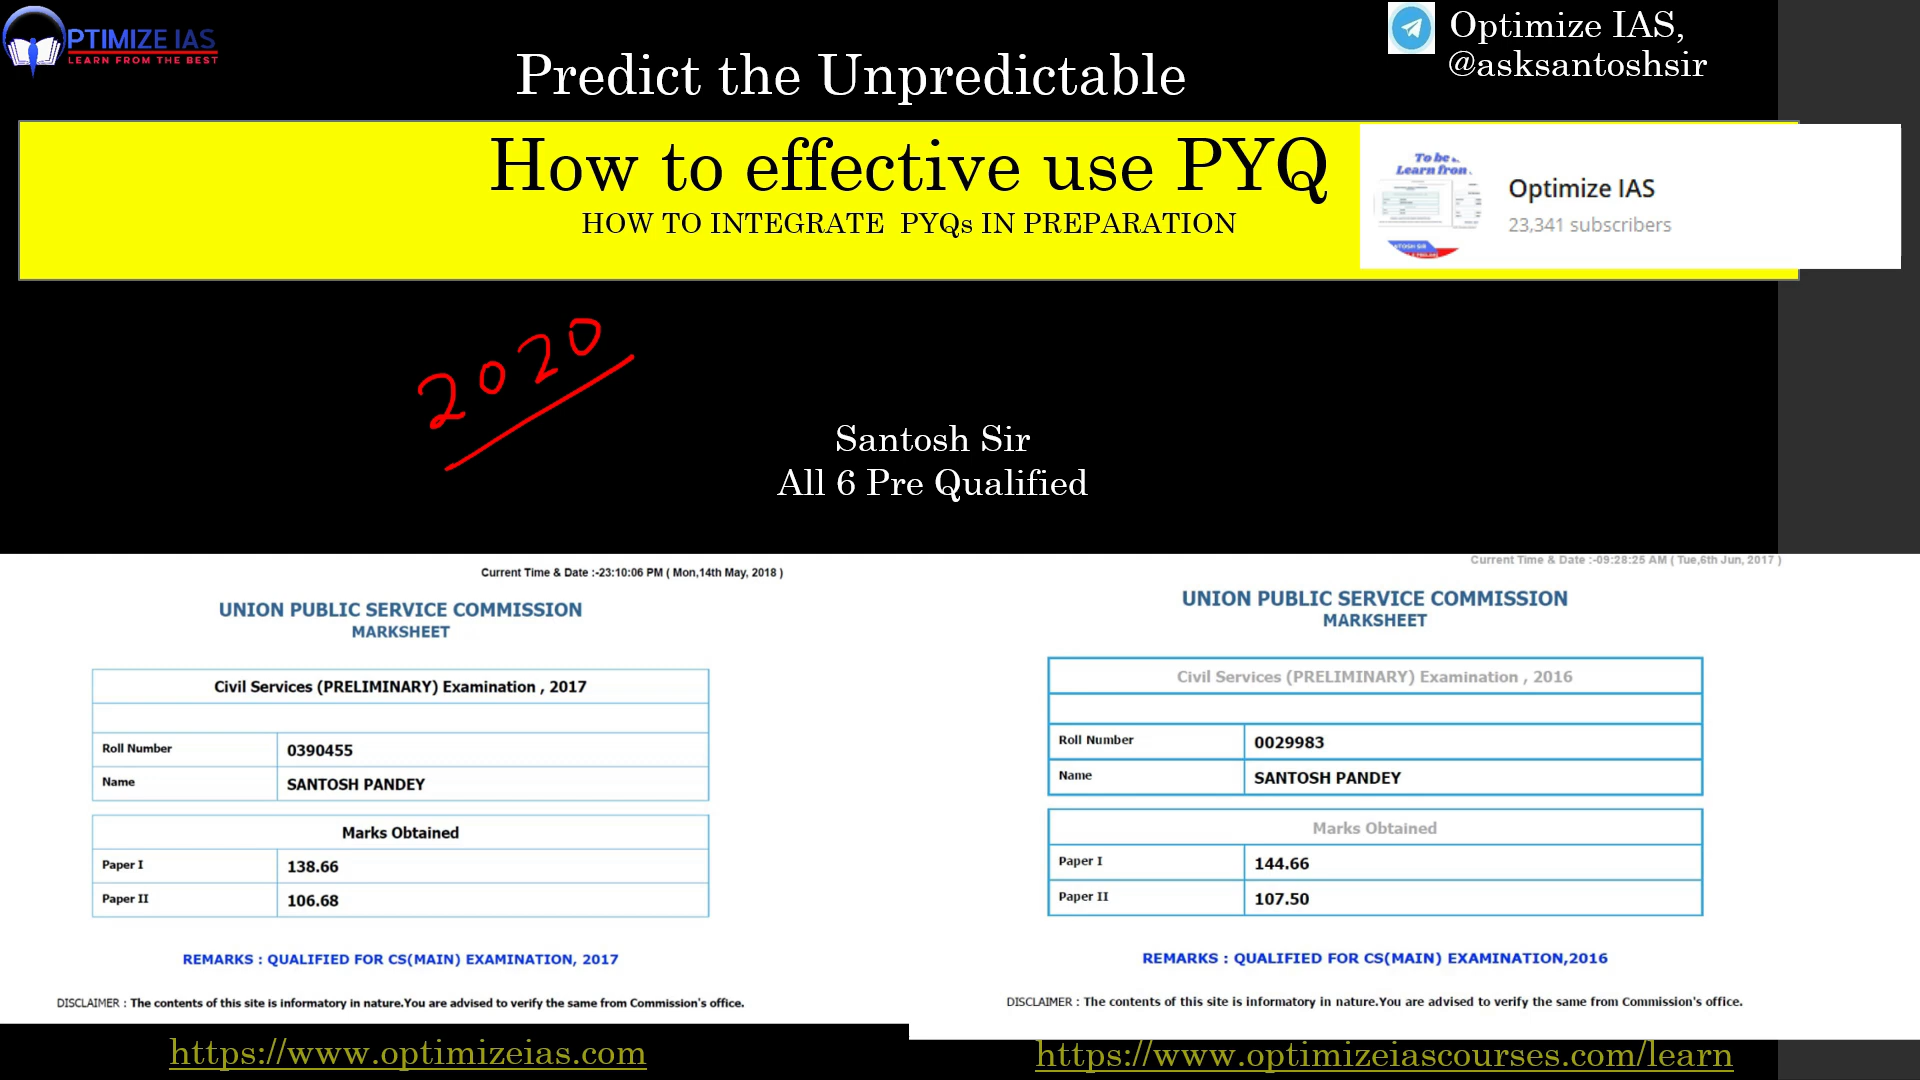 OPTIMIZE IAS
LEARN FROM THE BEST
Predict the Unpredictable
Optimize IAS,
@asksantoshsir
How to effective use PYQ
HOW TO INTEGRATE  PYQs IN PREPARATION
To be
Learn from
Optimize IAS
23,341 subscribers
2020
Santosh Sir
All 6 Pre Qualified
Current Time & Date :-23:10:06 PM ( Mon,14th May, 2018 )
UNION PUBLIC SERVICE COMMISSION
MARKSHEET
Civil Services (PRELIMINARY) Examination , 2017
Roll Number 0390455
Name SANTOSH PANDEY
Marks Obtained
Paper I 138.66
Paper II 106.68
REMARKS : QUALIFIED FOR CS(MAIN) EXAMINATION, 2017
DISCLAIMER : The contents of this site is informatory in nature.You are advised to verify the same from Commission's office.
https://www.optimizeias.com
Current Time & Date :-09:28:25 AM ( Tue,6th Jun, 2017 )
UNION PUBLIC SERVICE COMMISSION
MARKSHEET
Civil Services (PRELIMINARY) Examination , 2016
Roll Number 0029983
Name SANTOSH PANDEY
Marks Obtained
Paper I 144.66
Paper II 107.50
REMARKS : QUALIFIED FOR CS(MAIN) EXAMINATION,2016
DISCLAIMER : The contents of this site is informatory in nature.You are advised to verify the same from Commission's office.
https://www.optimizeiascourses.com/learn